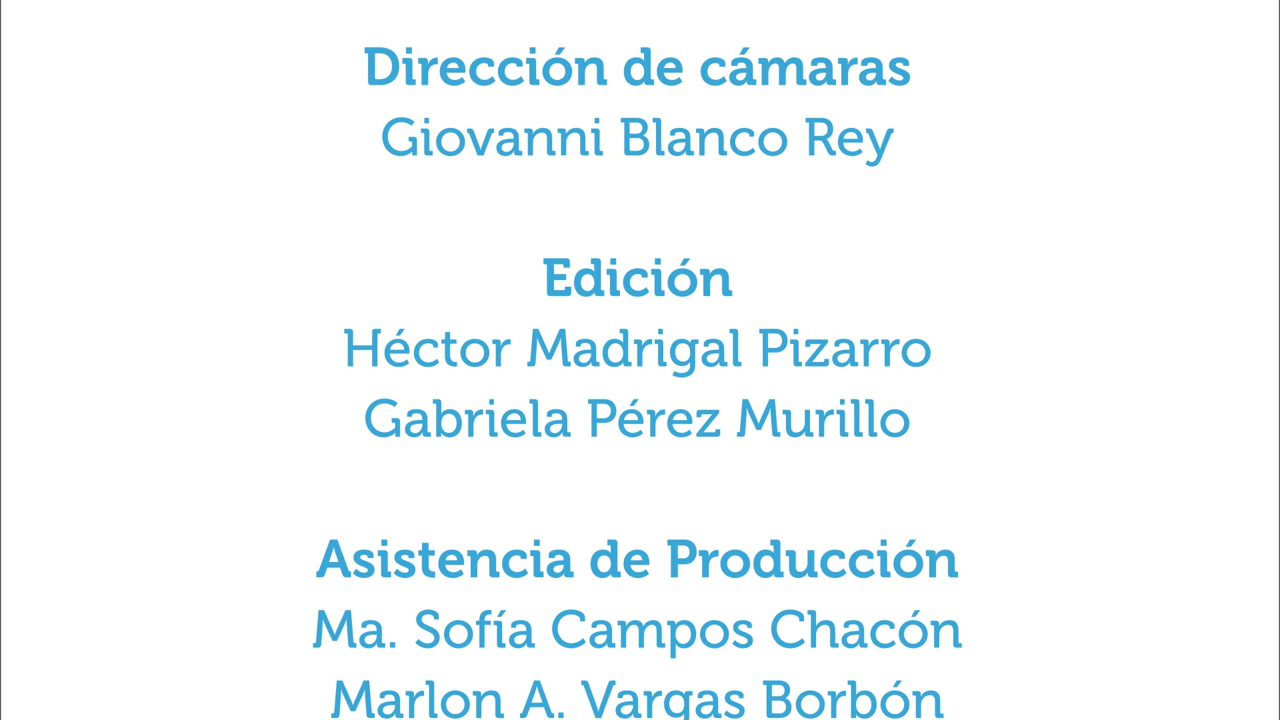 Dirección de cámaras
Giovanni Blanco Rey
Edición
Héctor Madrigal Pizarro
Gabriela Pérez Murillo
Asistencia de Producción
Ma. Sofía Campos Chacón
Marlon A. Vargas Borbón